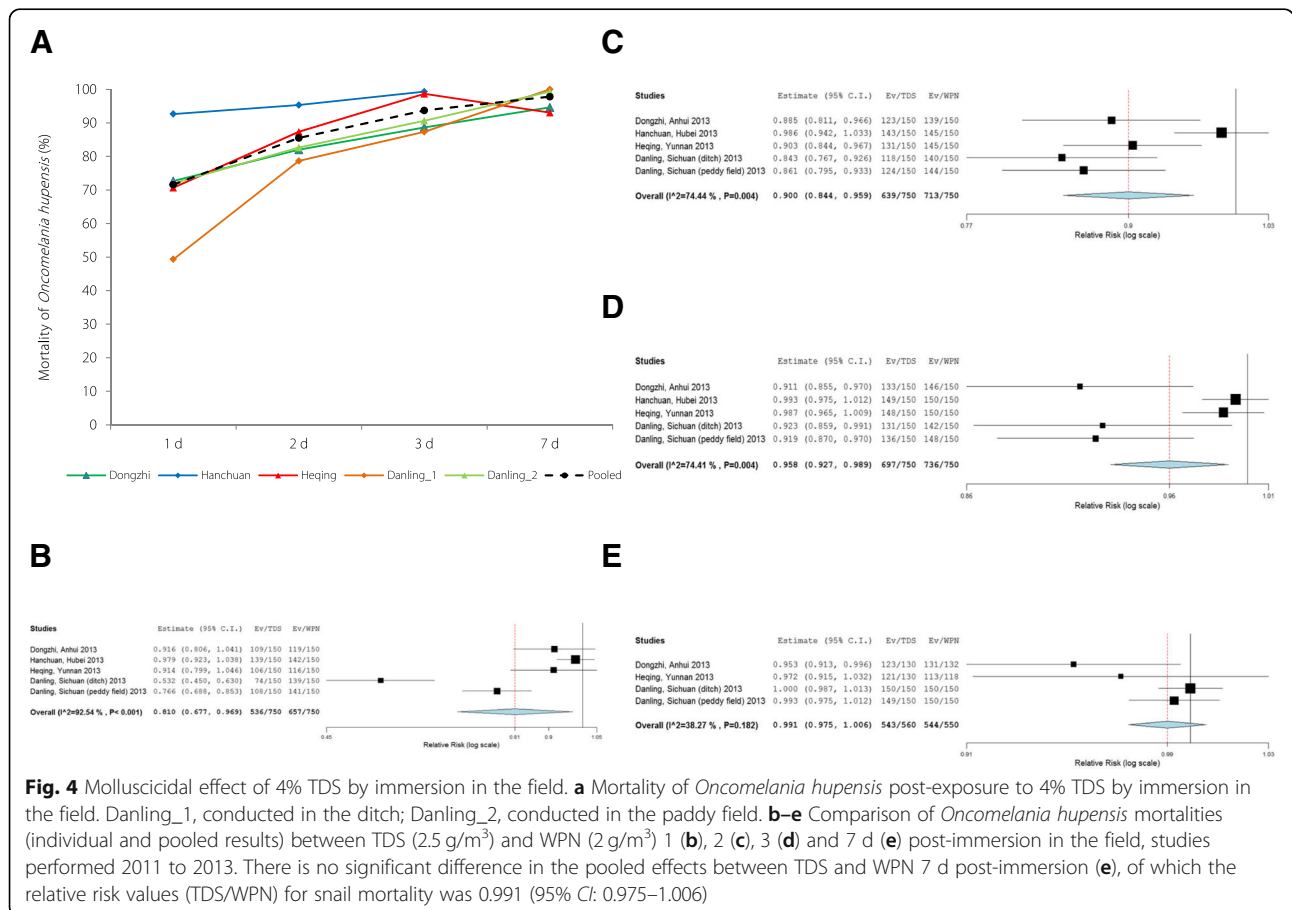 A
Mortality of Oncomelania hupensis (%)
100
90
80
70
60
50
40
30
20
10
0
1 d 2 d 3 d 7 d
Dongzhi Hanchuan Heqing Danling_1 Danling_2 Pooled
B
Studies Estimate (95% C.I.) Ev/TDS Ev/WPN
Dongzhi, Anhui 2013 0.916 (0.806, 1.041) 109/150 119/150
Hanchuan, Hubei 2013 0.979 (0.923, 1.038) 139/150 142/150
Heqing, Yunnan 2013 0.914 (0.799, 1.046) 106/150 116/150
Danling, Sichuan (ditch) 2013 0.532 (0.450, 0.630) 74/150 139/150
Danling, Sichuan (peddy field) 2013 0.766 (0.688, 0.853) 108/150 141/150
Overall (I^2=92.54 % , P< 0.001) 0.810 (0.677, 0.969) 536/750 657/750
0.45 0.81 0.9 1.05
Relative Risk (log scale)
C
Studies Estimate (95% C.I.) Ev/TDS Ev/WPN
Dongzhi, Anhui 2013 0.885 (0.811, 0.966) 123/150 139/150
Hanchuan, Hubei 2013 0.986 (0.942, 1.033) 143/150 145/150
Heqing, Yunnan 2013 0.903 (0.844, 0.967) 131/150 145/150
Danling, Sichuan (ditch) 2013 0.843 (0.767, 0.926) 118/150 140/150
Danling, Sichuan (peddy field) 2013 0.861 (0.795, 0.933) 124/150 144/150
Overall (I^2=74.44 % , P=0.004) 0.900 (0.844, 0.959) 639/750 713/750
0.77 0.9 1.03
Relative Risk (log scale)
D
Studies Estimate (95% C.I.) Ev/TDS Ev/WPN
Dongzhi, Anhui 2013 0.911 (0.855, 0.970) 133/150 146/150
Hanchuan, Hubei 2013 0.993 (0.975, 1.012) 149/150 150/150
Heqing, Yunnan 2013 0.987 (0.965, 1.009) 148/150 150/150
Danling, Sichuan (ditch) 2013 0.923 (0.859, 0.991) 131/150 142/150
Danling, Sichuan (peddy field) 2013 0.919 (0.870, 0.970) 136/150 148/150
Overall (I^2=74.41 % , P=0.004) 0.958 (0.927, 0.989) 697/750 736/750
0.86 0.96 1.01
Relative Risk (log scale)
E
Studies Estimate (95% C.I.) Ev/TDS Ev/WPN
Dongzhi, Anhui 2013 0.953 (0.913, 0.996) 123/130 131/132
Heqing, Yunnan 2013 0.972 (0.915, 1.032) 121/130 113/118
Danling, Sichuan (ditch) 2013 1.000 (0.987, 1.013) 150/150 150/150
Danling, Sichuan (peddy field) 2013 0.993 (0.975, 1.012) 149/150 150/150
Overall (I^2=38.27 % , P=0.182) 0.991 (0.975, 1.006) 543/560 544/550
0.91 0.99 1.03
Relative Risk (log scale)
Fig. 4 Molluscicidal effect of 4% TDS by immersion in the field. a Mortality of Oncomelania hupensis post-exposure to 4% TDS by immersion in
the field. Danling_1, conducted in the ditch; Danling_2, conducted in the paddy field. b–e Comparison of Oncomelania hupensis mortalities
(individual and pooled results) between TDS (2.5 g/m³) and WPN (2 g/m³) 1 (b), 2 (c), 3 (d) and 7 d (e) post-immersion in the field, studies
performed 2011 to 2013. There is no significant difference in the pooled effects between TDS and WPN 7 d post-immersion (e), of which the
relative risk values (TDS/WPN) for snail mortality was 0.991 (95% CI: 0.975–1.006)